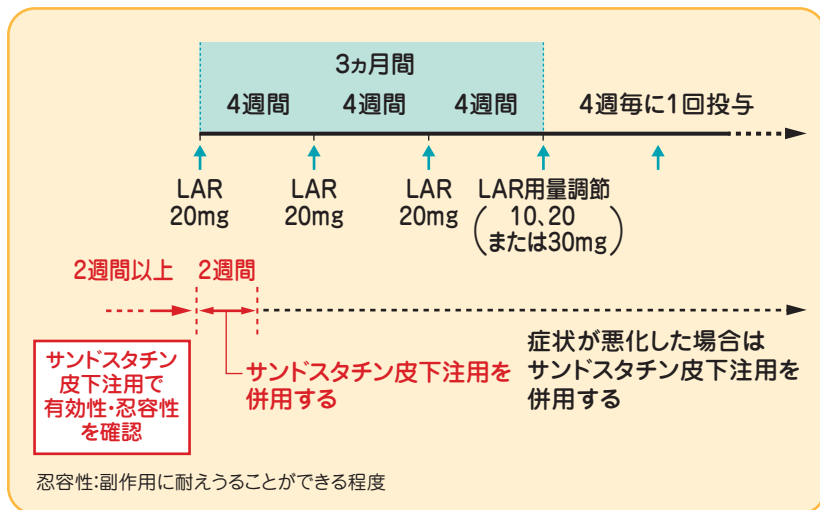 3ヵ月間
4週間 4週間 4週間 4週毎に1回投与
LAR
20mg
LAR
20mg
LAR
20mg
LAR用量調節
(10、20
または30mg)
2週間以上 2週間
サンドスタチン
皮下注用で
有効性・忍容性
を確認
サンドスタチン皮下注用を
併用する
症状が悪化した場合は
サンドスタチン皮下注用を
併用する
忍容性:副作用に耐えうることができる程度